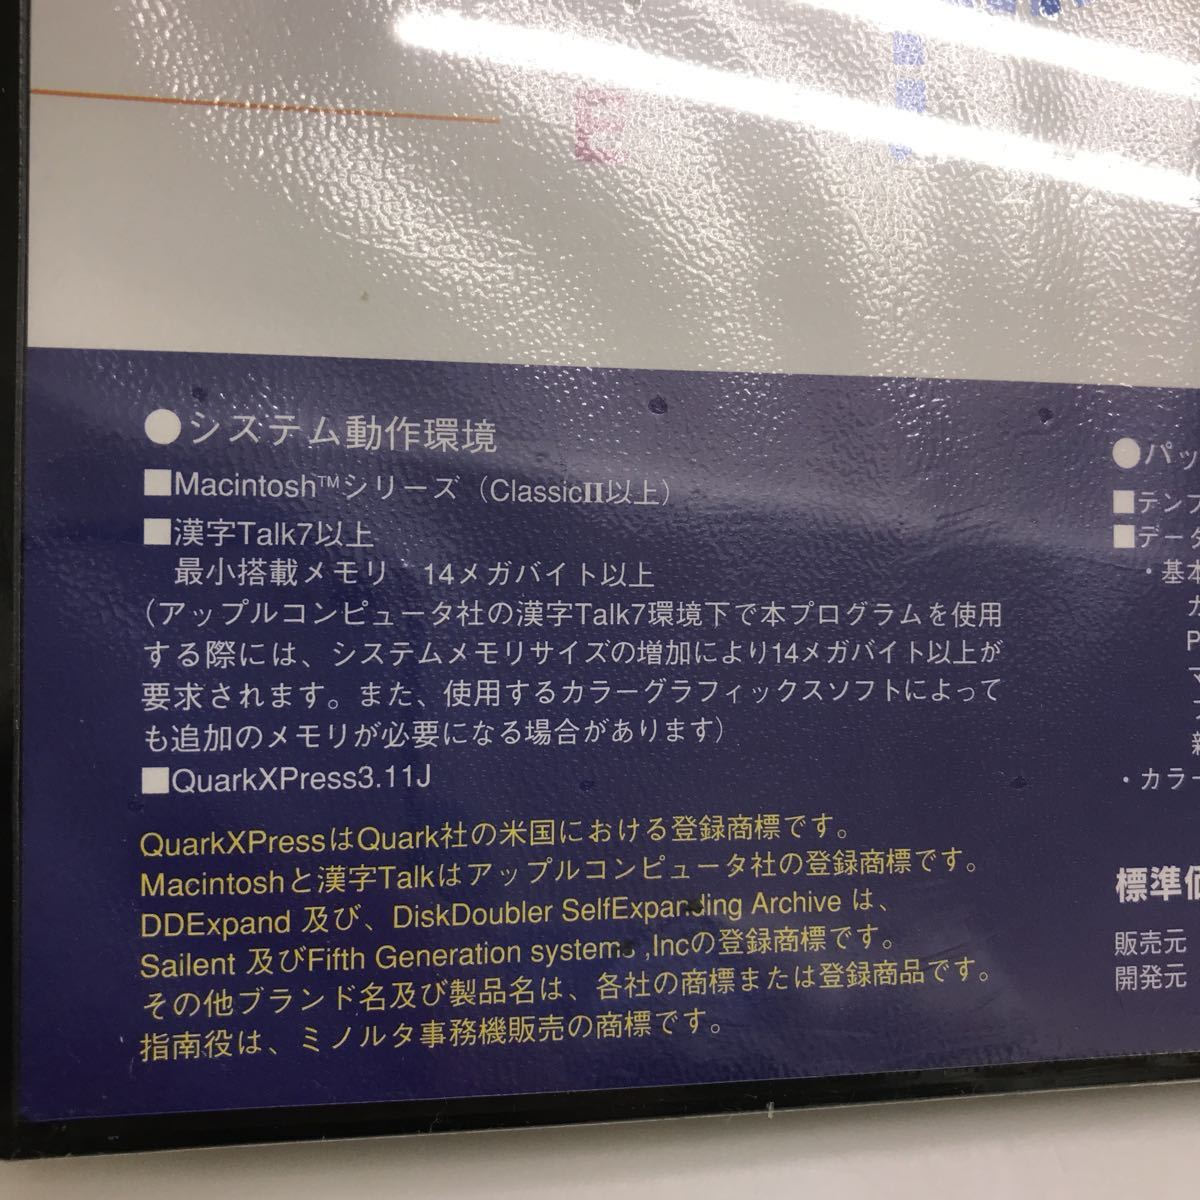 ●システム動作環境
■Macintosh™シリーズ（ClassicII以上）
■漢字Talk7以上
最小搭載メモリ　14メガバイト以上
（アップルコンピュータ社の漢字Talk7環境下で本プログラムを使用
する際には、システムメモリサイズの増加により14メガバイト以上が
要求されます。また、使用するカラーグラフィックスソフトによって
も追加のメモリが必要になる場合があります）
■QuarkXPress3.11J
QuarkXPressはQuark社の米国における登録商標です。
Macintoshと漢字Talkはアップルコンピュータ社の登録商標です。
DDExpand 及び、DiskDoubler SelfExpanding Archive は、
Sailent 及びFifth Generation systems ,Incの登録商標です。
その他ブランド名及び製品名は、各社の商標または登録商品です。
指南役は、ミノルタ事務機販売の商標です。
●パッ
■テンプ
■データ
・基本
カ
P
・カラー
標準価
販売元
開発元